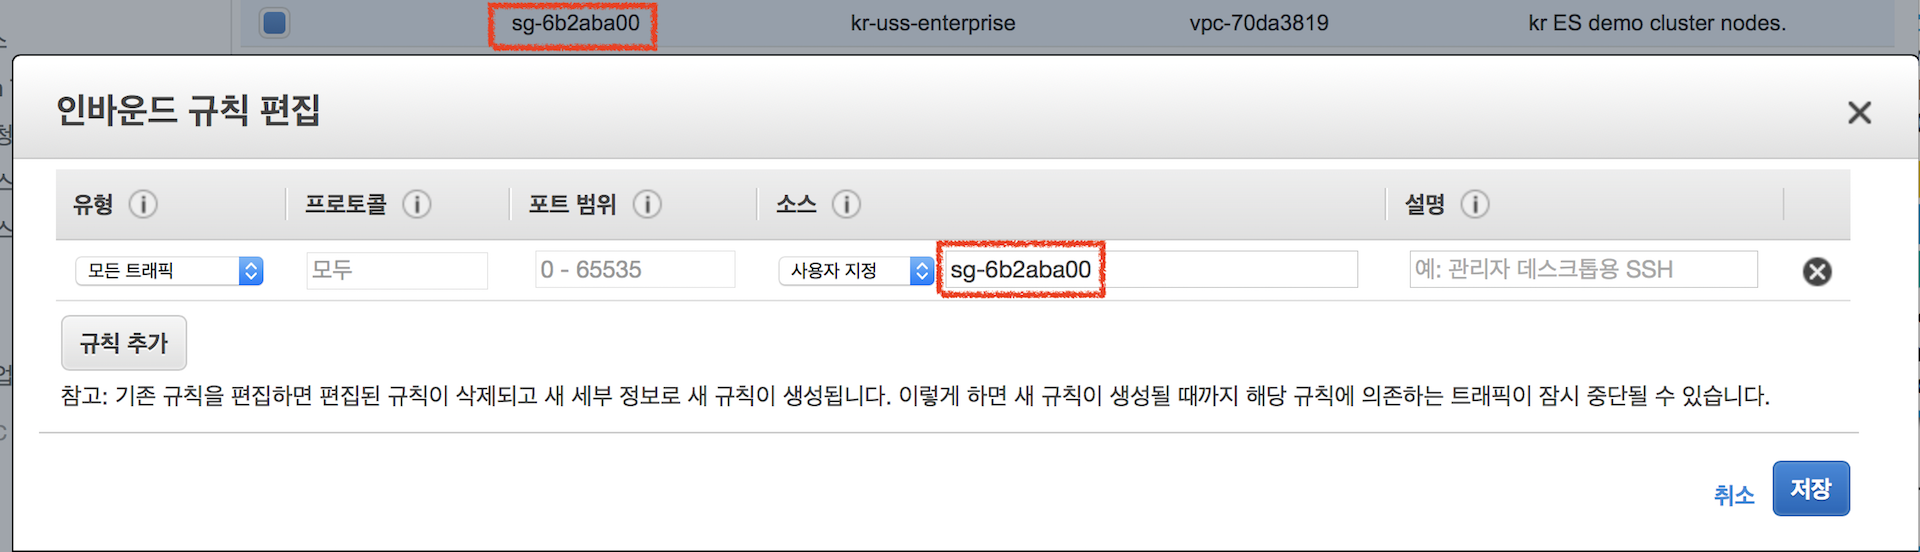 sg-6b2aba00 kr-uss-enterprise vpc-70da3819 kr ES demo cluster nodes.
인바운드 규칙 편집
유형 프로토콜 포트 범위 소스 설명
모든 트래픽 모두 0 - 65535 사용자 지정 sg-6b2aba00 예: 관리자 데스크톱용 SSH
규칙 추가
참고: 기존 규칙을 편집하면 편집된 규칙이 삭제되고 새 세부 정보로 새 규칙이 생성됩니다. 이렇게 하면 새 규칙이 생성될 때까지 해당 규칙에 의존하는 트래픽이 잠시 중단될 수 있습니다.
취소 저장